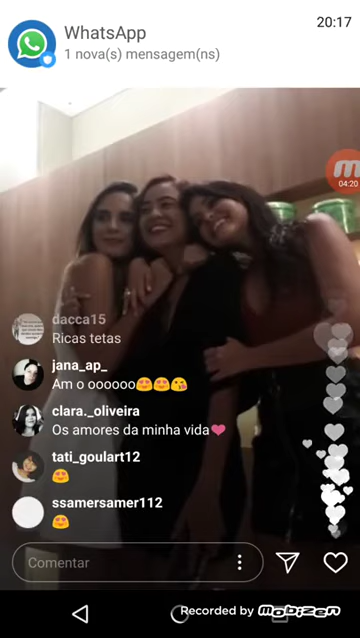 WhatsApp
20:17
1 nova(s) mensagem(ns)
04:20
dacca15
Ricas tetas
jana_ap_
Am o oooooo😍😍😘
clara._oliveira
Os amores da minha vida❤
tati_goulart12
😍
ssamersamer112
😍
Comentar
Recorded by mobizen